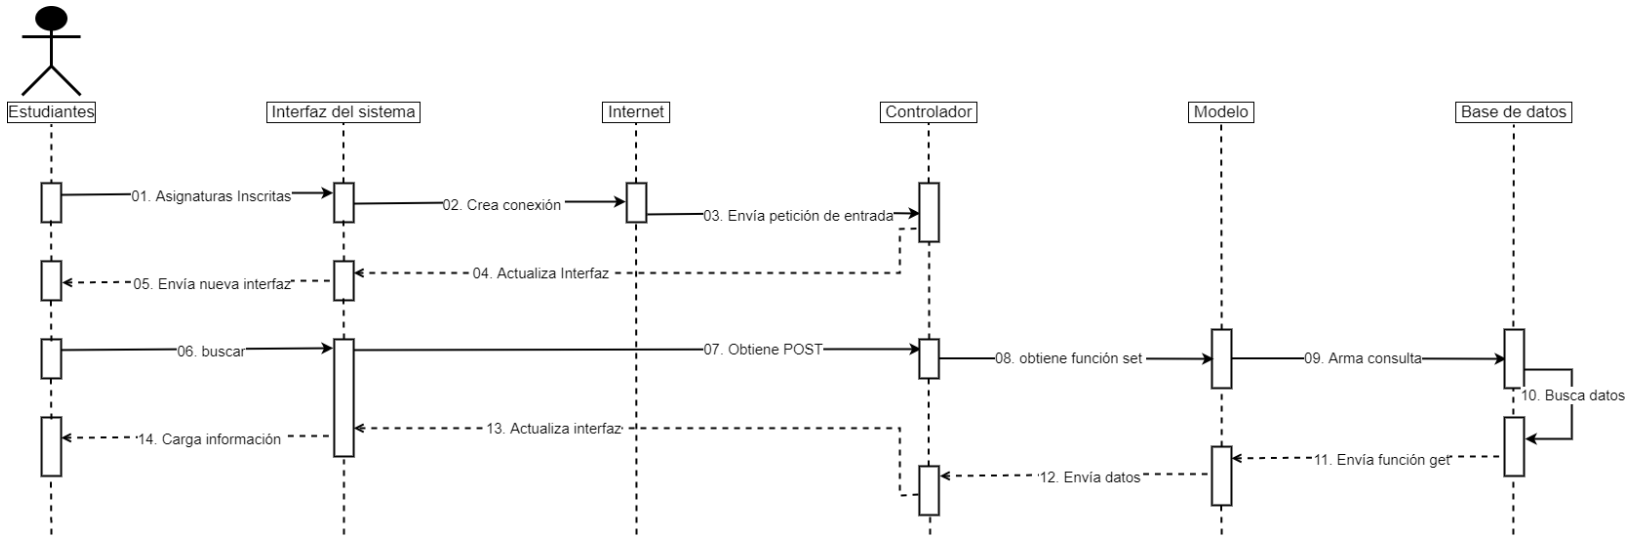 Estudiantes
Interfaz del sistema
Internet
Controlador
Modelo
Base de datos
01. Asignaturas Inscritas
02. Crea conexión
03. Envía petición de entrada
04. Actualiza Interfaz
05. Envía nueva interfaz
06. buscar
07. Obtiene POST
08. obtiene función set
09. Arma consulta
10. Busca datos
11. Envía función get
12. Envía datos
13. Actualiza interfaz
14. Carga información